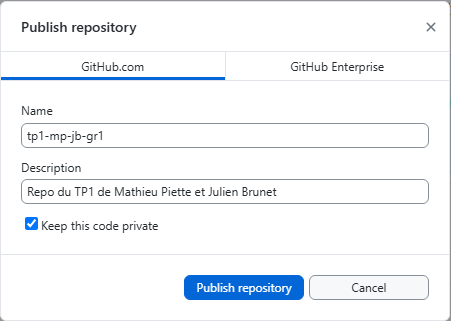 Publish repository
GitHub.com
GitHub Enterprise
Name
tp1-mp-jb-gr1
Description
Repo du TP1 de Mathieu Piette et Julien Brunet
Keep this code private
Publish repository
Cancel